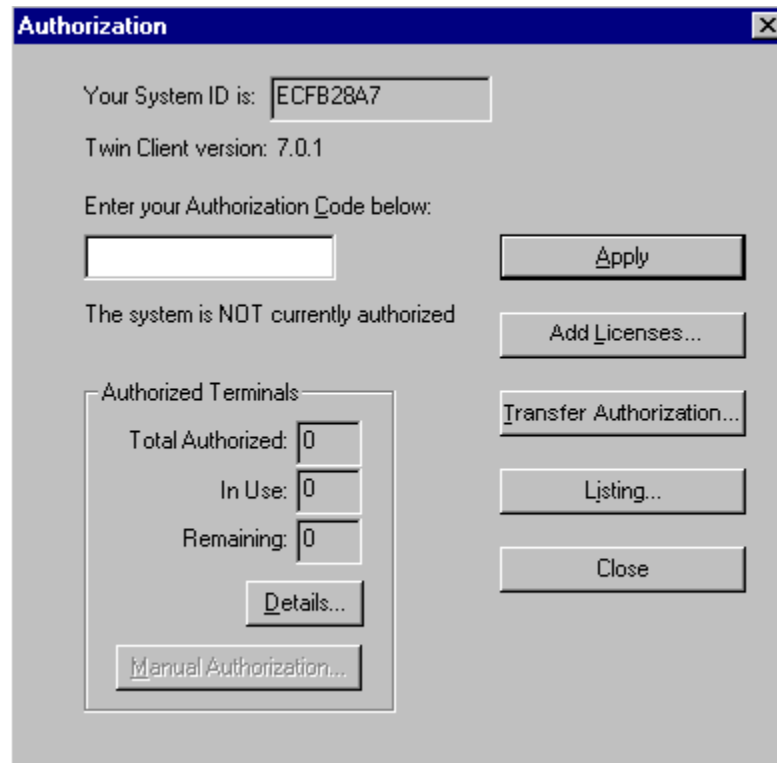 Authorization
Your System ID is: ECFB28A7
Twin Client version: 7.0.1
Enter your Authorization Code below:
Apply
The system is NOT currently authorized
Add Licenses...
Authorized Terminals
Transfer Authorization...
Total Authorized: 0
In Use: 0
Listing...
Remaining: 0
Close
Details...
Manual Authorization...